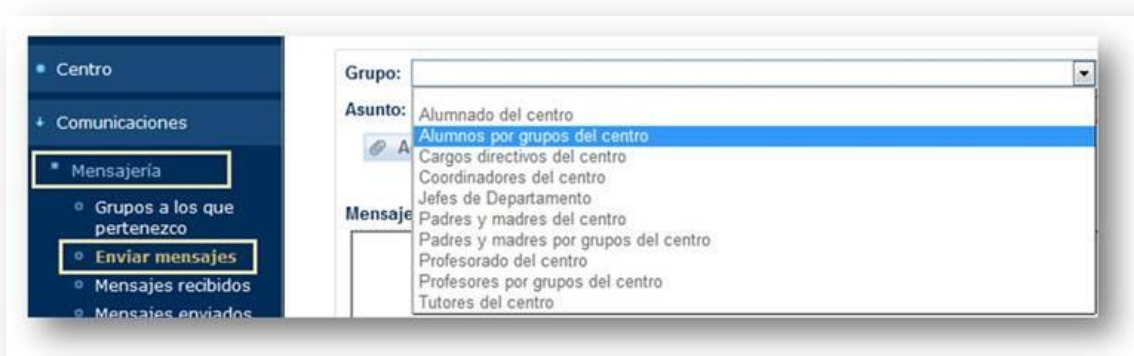 Centro
Comunicaciones
Mensajería
Grupos a los que
pertenezco
Enviar mensajes
Mensajes recibidos
Mensajes enviados
Grupo:
Asunto:
Alumnado del centro
Alumnos por grupos del centro
A
Cargos directivos del centro
Coordinadores del centro
Jefes de Departamento
Mensaje
Padres y madres del centro
Padres y madres por grupos del centro
Profesorado del centro
Profesores por grupos del centro
Tutores del centro